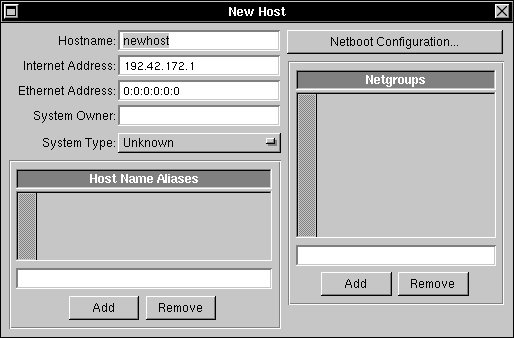 New Host
Hostname: newhost
Internet Address: 192.42.172.1
Ethernet Address: 0:0:0:0:0:0
System Owner:
System Type: Unknown
Host Name Aliases
Add Remove
Netboot Configuration...
Netgroups
Add Remove